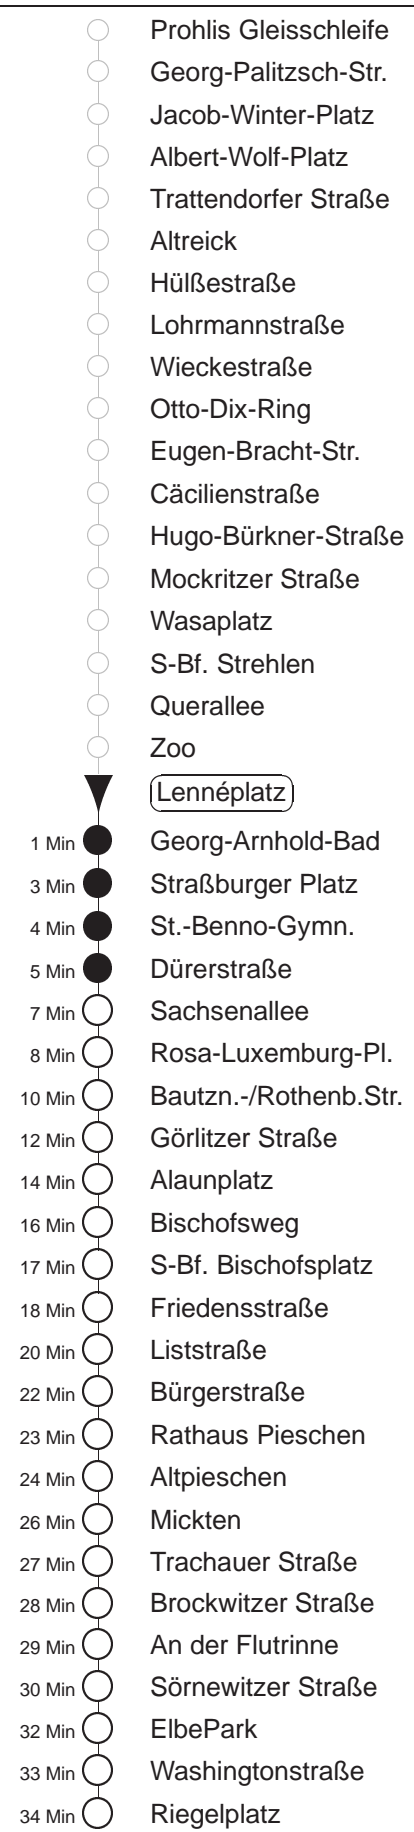 Prohlis Gleisschleife
Georg-Palitzsch-Str.
Jacob-Winter-Platz
Albert-Wolf-Platz
Trattendorfer Straße
Altreick
Hülßestraße
Lohrmannstraße
Wieckestraße
Otto-Dix-Ring
Eugen-Bracht-Str.
Cäcilienstraße
Hugo-Bürkner-Straße
Mockritzer Straße
Wasaplatz
S-Bf. Strehlen
Querallee
Zoo
Lennéplatz
1 Min Georg-Arnhold-Bad
3 Min Straßburger Platz
4 Min St.-Benno-Gymn.
5 Min Dürerstraße
7 Min Sachsenallee
8 Min Rosa-Luxemburg-Pl.
10 Min Bautzn.-/Rothenb.Str.
12 Min Görlitzer Straße
14 Min Alaunplatz
16 Min Bischofsweg
17 Min S-Bf. Bischofsplatz
18 Min Friedensstraße
20 Min Liststraße
22 Min Bürgerstraße
23 Min Rathaus Pieschen
24 Min Altpieschen
26 Min Mickten
27 Min Trachauer Straße
28 Min Brockwitzer Straße
29 Min An der Flutrinne
30 Min Sörnewitzer Straße
32 Min ElbePark
33 Min Washingtonstraße
34 Min Riegelplatz